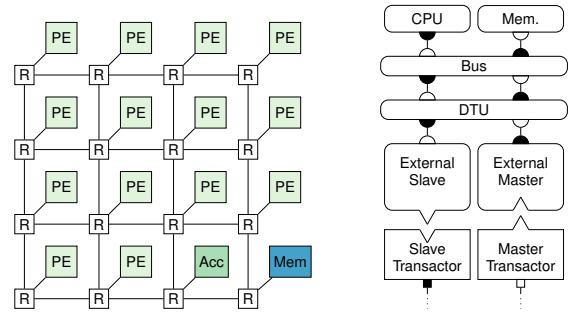 PE PE PE PE
R R R R
PE PE PE PE
R R R R
PE PE PE PE
R R R R
PE PE Acc Mem
R R R R
CPU Mem.
Bus
DTU
External
Slave
External
Master
Slave
Transactor
Master
Transactor